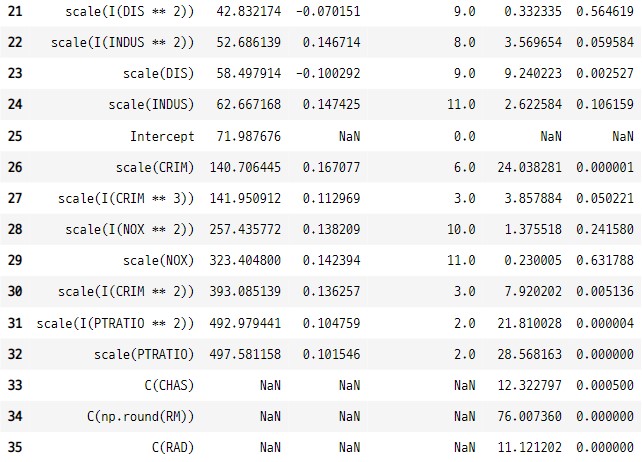 21 scale(I(DIS ** 2)) 42.832174 -0.070151 9.0 0.332335 0.564619
22 scale(I(INDUS ** 2)) 52.686139 0.146714 8.0 3.569654 0.059584
23 scale(DIS) 58.497914 -0.100292 9.0 9.240223 0.002527
24 scale(INDUS) 62.667168 0.147425 11.0 2.622584 0.106159
25 Intercept 71.987676 NaN 0.0 NaN NaN
26 scale(CRIM) 140.706445 0.167077 6.0 24.038281 0.000001
27 scale(I(CRIM ** 3)) 141.950912 0.112969 3.0 3.857884 0.050221
28 scale(I(NOX ** 2)) 257.435772 0.138209 10.0 1.375518 0.241580
29 scale(NOX) 323.404800 0.142394 11.0 0.230005 0.631788
30 scale(I(CRIM ** 2)) 393.085139 0.136257 3.0 7.920202 0.005136
31 scale(I(PTRATIO ** 2)) 492.979441 0.104759 2.0 21.810028 0.000004
32 scale(PTRATIO) 497.581158 0.101546 2.0 28.568163 0.000000
33 C(CHAS) NaN NaN NaN 12.322797 0.000500
34 C(np.round(RM)) NaN NaN NaN 76.007360 0.000000
35 C(RAD) NaN NaN NaN 11.121202 0.000000